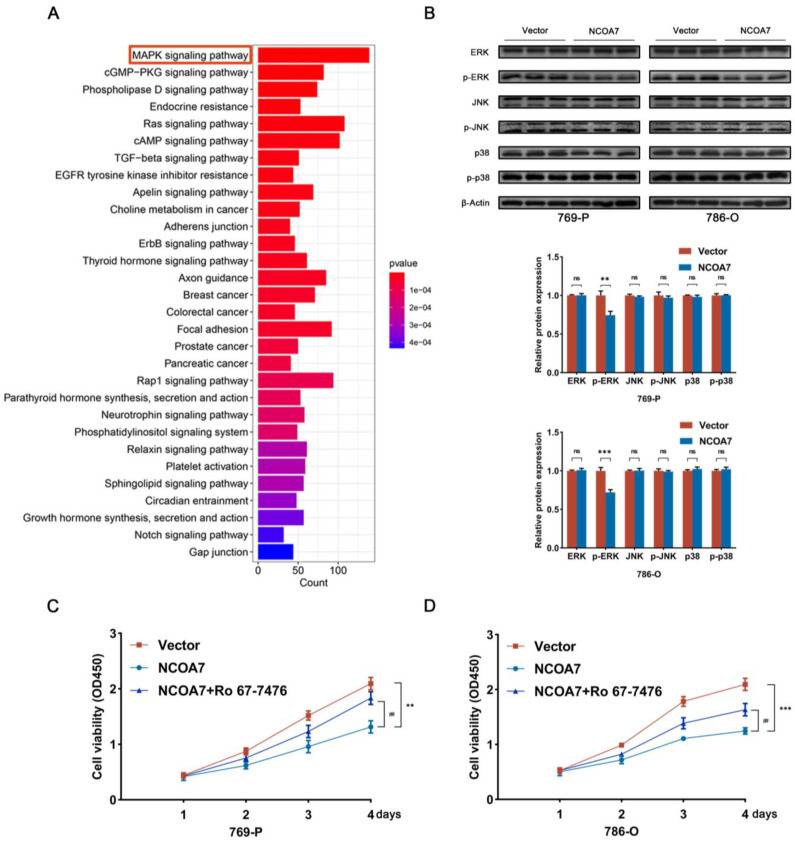 A
MAPK signaling pathway
cGMP−PKG signaling pathway
Phospholipase D signaling pathway
Endocrine resistance
Ras signaling pathway
cAMP signaling pathway
TGF−beta signaling pathway
EGFR tyrosine kinase inhibitor resistance
Apelin signaling pathway
Choline metabolism in cancer
Adherens junction
ErbB signaling pathway
Thyroid hormone signaling pathway
Axon guidance
Breast cancer
Colorectal cancer
Focal adhesion
Prostate cancer
Pancreatic cancer
Rap1 signaling pathway
Parathyroid hormone synthesis, secretion and action
Neurotrophin signaling pathway
Phosphatidylinositol signaling system
Relaxin signaling pathway
Platelet activation
Sphingolipid signaling pathway
Circadian entrainment
Growth hormone synthesis, secretion and action
Notch signaling pathway
Gap junction
0 50 100
Count
pvalue
1e−04
2e−04
3e−04
4e−04
B
Vector NCOA7 Vector NCOA7
ERK
p-ERK
JNK
p-JNK
p38
p-p38
β-Actin
769-P 786-O
Relative protein expression
1.5
1.0
0.5
0.0
Vector
NCOA7
ns ** ns ns ns ns
ERK p-ERK JNK p-JNK p38 p-p38
769-P
Relative protein expression
1.5
1.0
0.5
0.0
Vector
NCOA7
ns *** ns ns ns ns
ERK p-ERK JNK p-JNK p38 p-p38
786-O
C
Cell viability (OD450)
3
2
1
0
Vector
NCOA7
NCOA7+Ro 67-7476
**
1 2 3 4 days
769-P
D
Cell viability (OD450)
3
2
1
0
Vector
NCOA7
NCOA7+Ro 67-7476
***
1 2 3 4 days
786-O